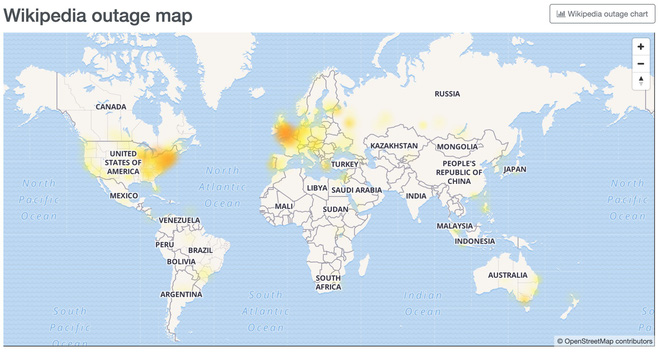 Wikipedia outage map
Wikipedia outage chart
CANADA
RUSSIA
UNITED
STATES OF
AMERICA
KAZAKHSTAN
MONGOLIA
TURKEY
PEOPLE'S
REPUBLIC OF
CHINA
JAPAN
North
Pacific
Ocean
North
Atlantic
Ocean
North
Pacific
Ocean
MEXICO
LIBYA
SAUDI ARABIA
INDIA
MALI
SUDAN
VENEZUELA
MALAYSIA
INDONESIA
PERU
BRAZIL
BOLIVIA
SOUTH
AFRICA
AUSTRALIA
ARGENTINA
South
Pacific
South
Atlantic
Ocean
Indian
Ocean
South
Pacific
© OpenStreetMap contributors